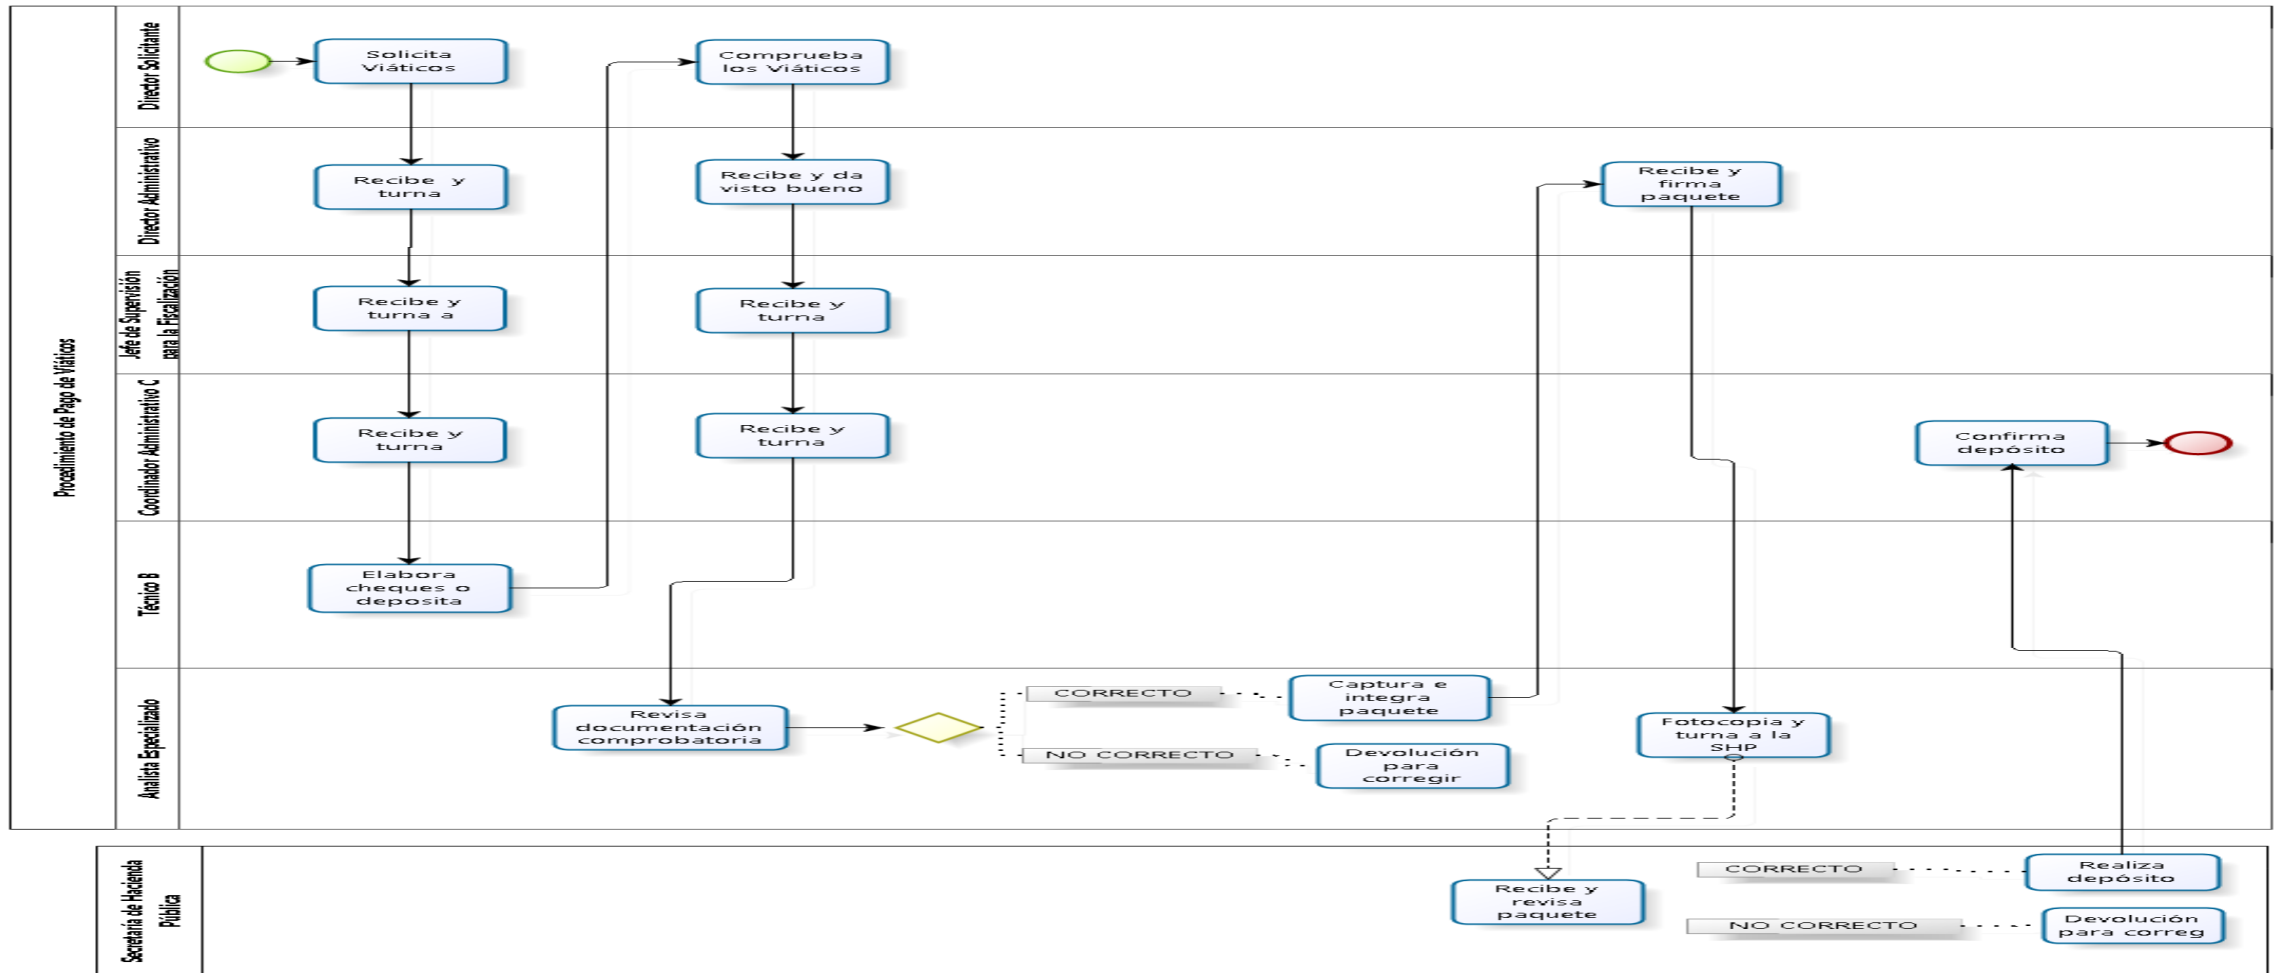 Procedimiento de Pago de Viáticos
Director Solicitante
Solicita
Viáticos
Comprueba
los Viáticos
Director Administrativo
Recibe y
turna
Recibe y da
visto bueno
Recibe y
firma
paquete
Jefe de Supervisión
para la Fiscalización
Recibe y
turna a
Recibe y
turna
Coordinador Administrativo C
Recibe y
turna
Recibe y
turna
Confirma
depósito
Técnico B
Elabora
cheques o
deposita
Analista Especializado
Revisa
documentación
comprobatoria
CORRECTO
NO CORRECTO
Captura e
integra
paquete
Devolución
para
corregir
Fotocopia y
turna a la
SHP
Secretaría de Hacienda
Pública
Recibe y
revisa
paquete
CORRECTO
NO CORRECTO
Realiza
depósito
Devolución
para correg